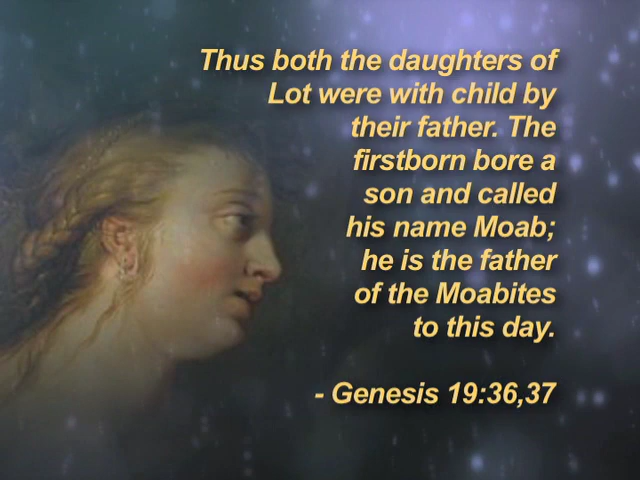 Thus both the daughters of
Lot were with child by
their father. The
firstborn bore a
son and called
his name Moab;
he is the father
of the Moabites
to this day.
- Genesis 19:36,37